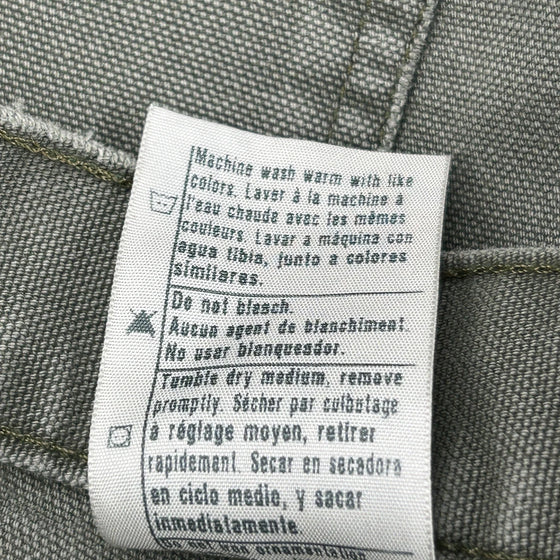 Machine wash warm with like
colors. Laver à la machine à
l'eau chaude avec les mêmes
couleurs. Lavar a máquina con
agua tibia, junto a colores
similares.
Do not bleach.
Aucun agent de blanchiment.
No usar blanqueador.
Tumble dry medium, remove
promptly. Sécher par culbutage
à réglage moyen, retirer
rapidement. Secar en secadora
en ciclo medio, y sacar
inmediatamente
iron ornamentation